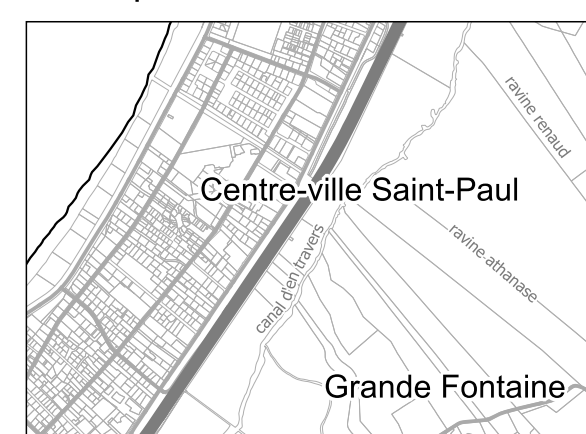 ravine renaud
Centre-ville Saint-Paul
ravine athanase
canal d'en travers
Grande Fontaine